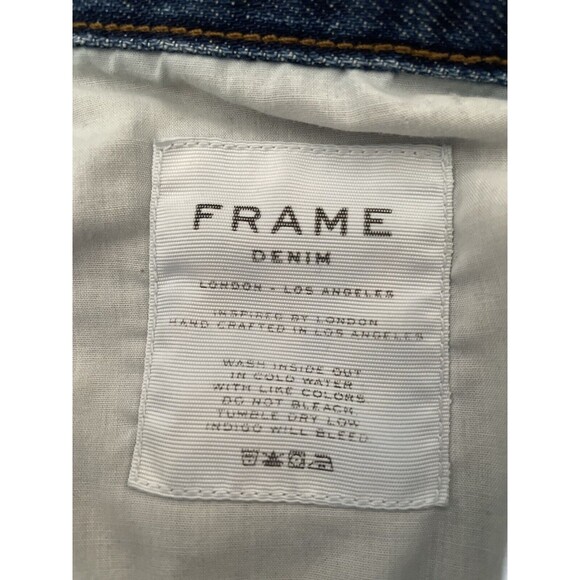 FRAME
DENIM
LONDON - LOS ANGELES
INSPIRED BY LONDON
HAND CRAFTED IN LOS ANGELES
WASH INSIDE OUT
IN COLD WATER
WITH LIKE COLORS
DO NOT BLEACH
TUMBLE DRY LOW
INDIGO WILL BLEED